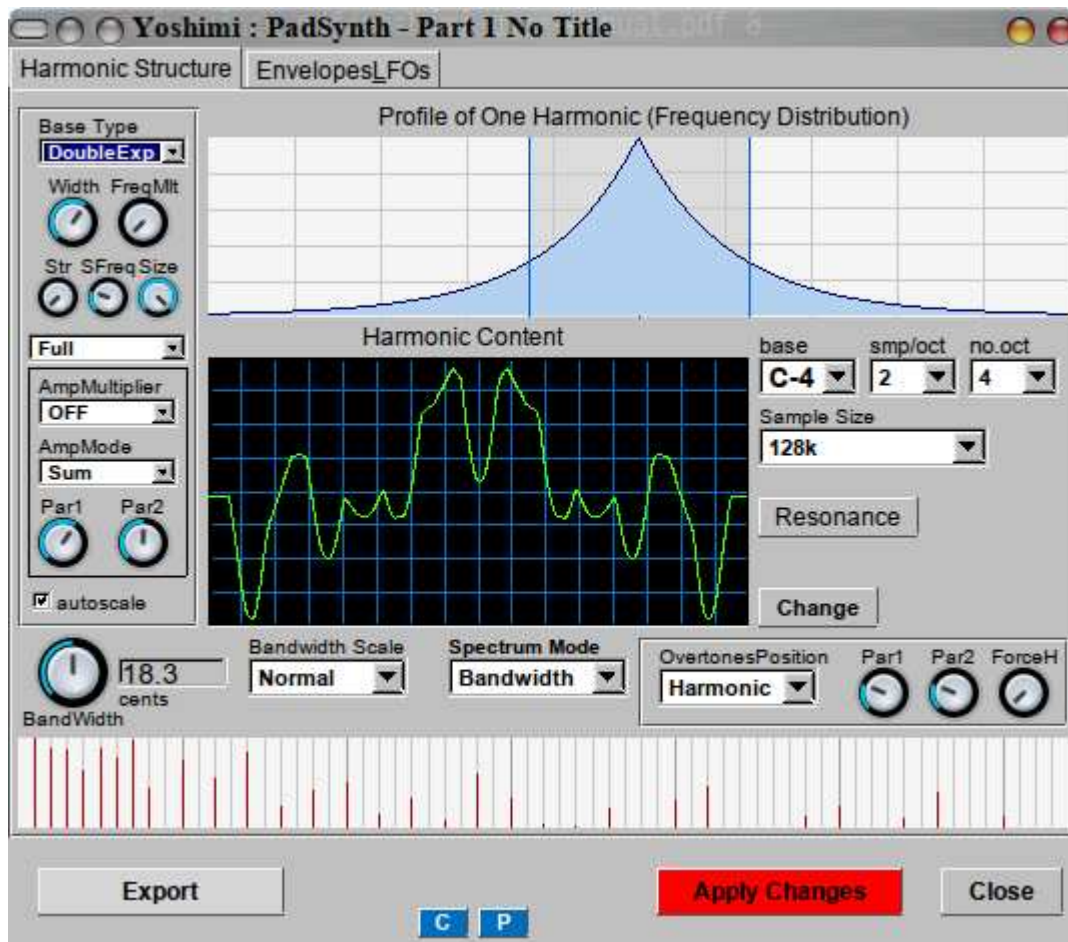 Yoshimi : PadSynth - Part 1 No Title
Harmonic Structure
EnvelopesLFOs
Base Type
DoubleExp
Width FreqMlt
Str SFreq Size
Full
AmpMultiplier
OFF
AmpMode
Sum
Par1 Par2
autoscale
Profile of One Harmonic (Frequency Distribution)
Harmonic Content
base smp/oct no.oct
C-4 2 4
Sample Size
128k
Resonance
Change
18.3
cents
BandWidth
Bandwidth Scale
Normal
Spectrum Mode
Bandwidth
OvertonesPosition
Harmonic
Par1 Par2 ForceH
Export
C P
Apply Changes
Close